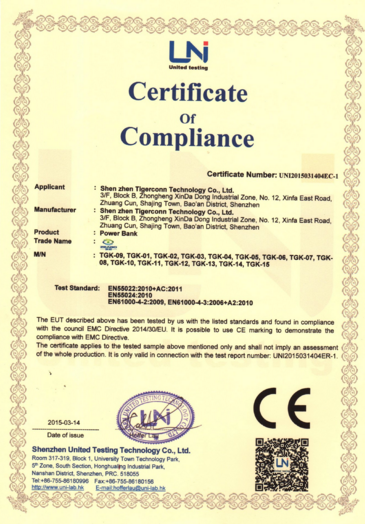 UNi
United testing
Certificate
Of
Compliance
Certificate Number: UNI2015031404EC-1
Applicant : Shen zhen Tigerconn Technology Co., Ltd.
3/F, Block B, Zhongheng XinDa Dong Industrial Zone, No. 12, Xinfa East Road,
Zhuang Cun, Shajing Town, Bao'an District, Shenzhen
Manufacturer : Shen zhen Tigerconn Technology Co., Ltd.
3/F, Block B, Zhongheng XinDa Dong Industrial Zone, No. 12, Xinfa East Road,
Zhuang Cun, Shajing Town, Bao'an District, Shenzhen
Product : Power Bank
Trade Name :
M/N : TGK-09, TGK-01, TGK-02, TGK-03, TGK-04, TGK-05, TGK-06, TGK-07, TGK-
08, TGK-10, TGK-11, TGK-12, TGK-13, TGK-14, TGK-15
Test Standard: EN55022:2010+AC:2011
EN55024:2010
EN61000-4-2:2009, EN61000-4-3:2006+A2:2010
The EUT described above has been tested by us with the listed standards and found in compliance
with the council EMC Directive 2014/30/EU. It is possible to use CE marking to demonstrate the
compliance with EMC Directive.
The certificate applies to the tested sample above mentioned only and shall not imply an assessment
of the whole production. It is only valid in connection with the test report number: UNI2015031404ER-1.
2015-03-14
Date of issue
UNi
CE
Shenzhen United Testing Technology Co., Ltd.
Room 317-319, Block 1, University Town Technology Park,
5th Zone, South Section, Honghualing Industrial Park,
Nanshan District, Shenzhen, PRC. 518055
Tel:+86-755-86180996 Fax:+86-755-86180156
http://www.uni-lab.hk E-mail:hofferlau@uni-lab.hk
UNi